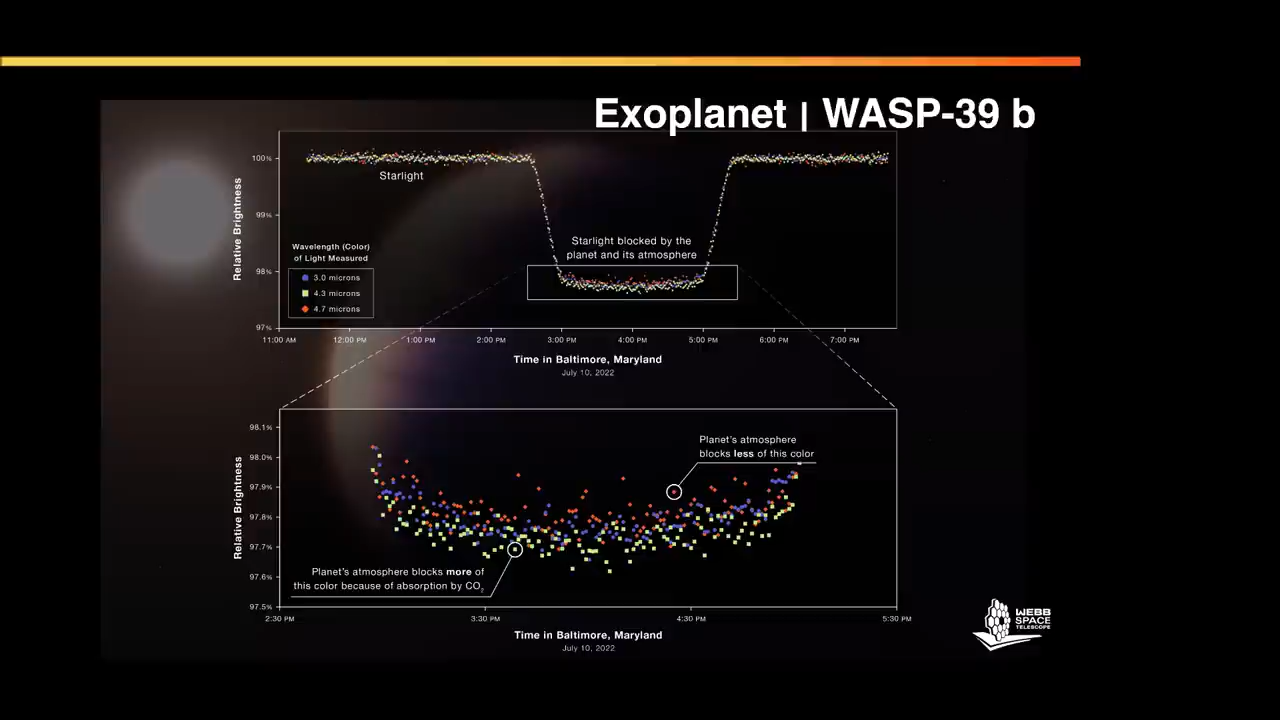 Exoplanet | WASP-39 b
Relative Brightness
100%
99%
98%
97%
Starlight
Starlight blocked by the
planet and its atmosphere
Wavelength (Color)
of Light Measured
3.0 microns
4.3 microns
4.7 microns
11:00 AM
12:00 PM
1:00 PM
2:00 PM
3:00 PM
4:00 PM
5:00 PM
6:00 PM
7:00 PM
Time in Baltimore, Maryland
July 10, 2022
Relative Brightness
98.1%
98.0%
97.9%
97.8%
97.7%
97.6%
97.5%
Planet's atmosphere
blocks less of this color
Planet's atmosphere blocks more of
this color because of absorption by CO₂
2:30 PM
3:30 PM
4:30 PM
5:30 PM
Time in Baltimore, Maryland
July 10, 2022
WEBB
SPACE
TELESCOPE